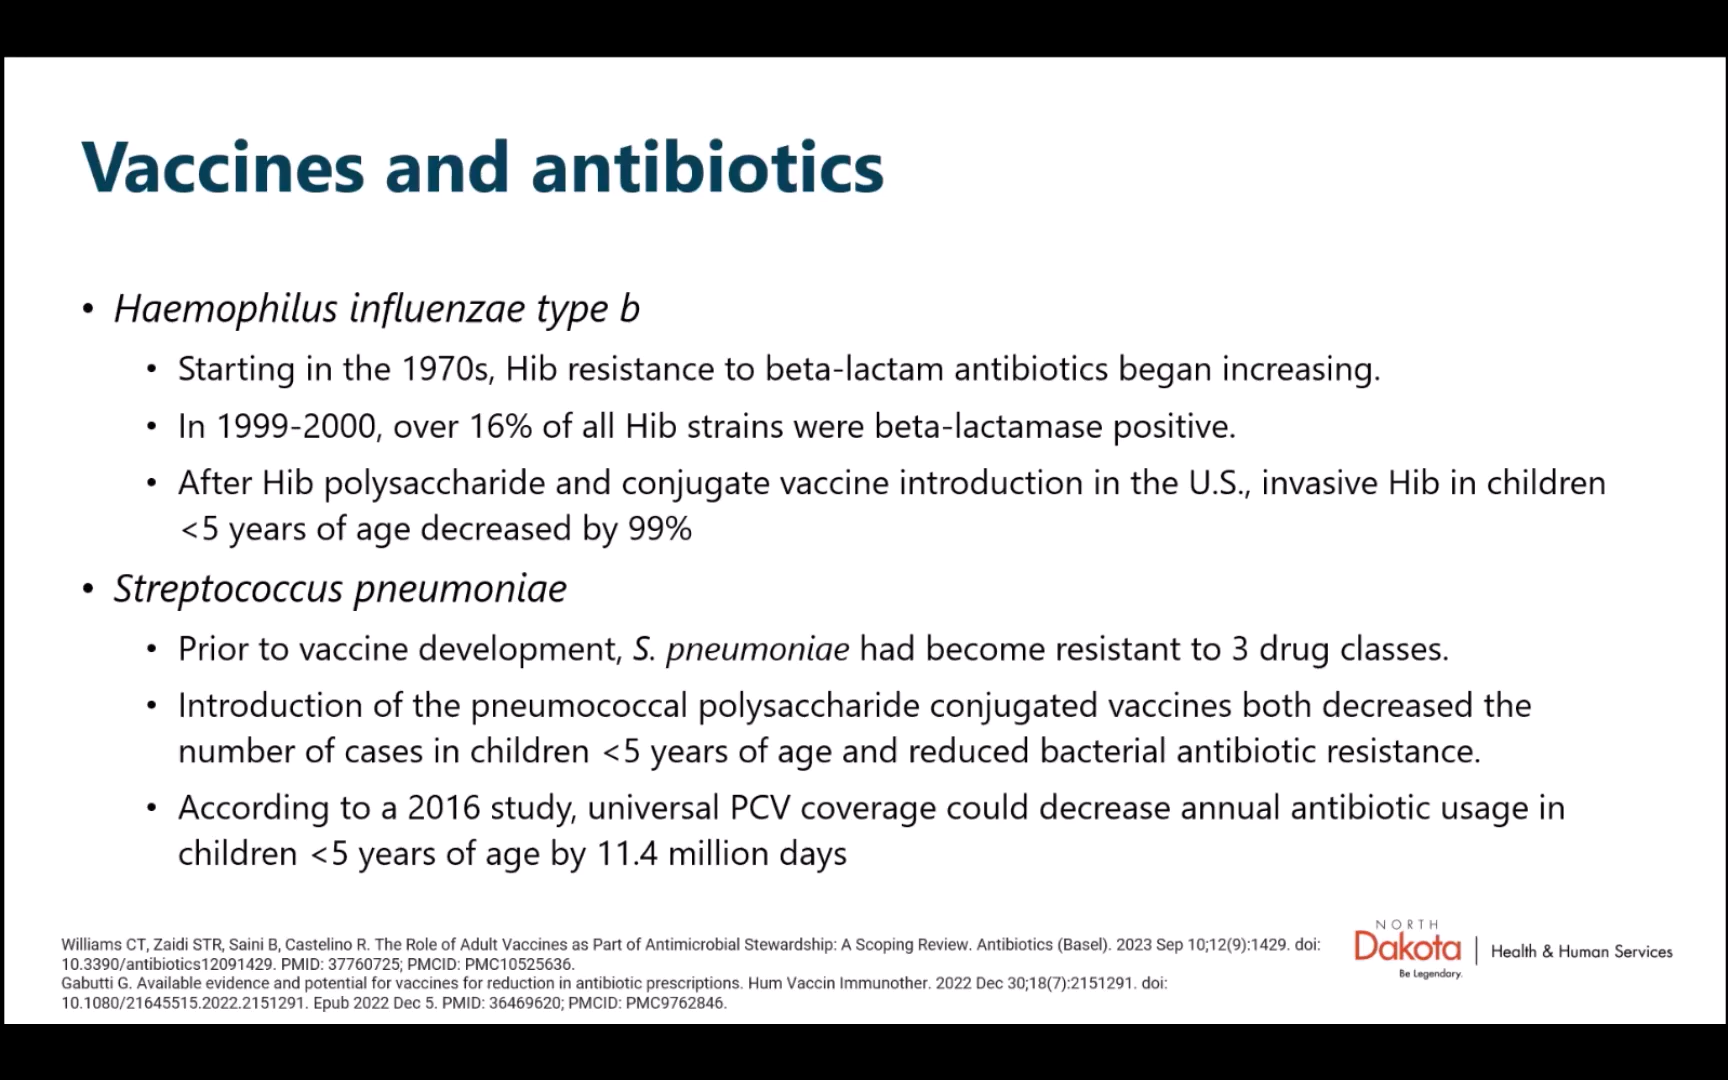 Vaccines and antibiotics
• Haemophilus influenzae type b
• Starting in the 1970s, Hib resistance to beta-lactam antibiotics began increasing.
• In 1999-2000, over 16% of all Hib strains were beta-lactamase positive.
• After Hib polysaccharide and conjugate vaccine introduction in the U.S., invasive Hib in children
<5 years of age decreased by 99%
• Streptococcus pneumoniae
• Prior to vaccine development, S. pneumoniae had become resistant to 3 drug classes.
• Introduction of the pneumococcal polysaccharide conjugated vaccines both decreased the
number of cases in children <5 years of age and reduced bacterial antibiotic resistance.
• According to a 2016 study, universal PCV coverage could decrease annual antibiotic usage in
children <5 years of age by 11.4 million days
Williams CT, Zaidi STR, Saini B, Castelino R. The Role of Adult Vaccines as Part of Antimicrobial Stewardship: A Scoping Review. Antibiotics (Basel). 2023 Sep 10;12(9):1429. doi:
10.3390/antibiotics12091429. PMID: 37760725; PMCID: PMC10525636.
Gabutti G. Available evidence and potential for vaccines for reduction in antibiotic prescriptions. Hum Vaccin Immunother. 2022 Dec 30;18(7):2151291. doi:
10.1080/21645515.2022.2151291. Epub 2022 Dec 5. PMID: 36469620; PMCID: PMC9762846.
NORTH
Dakota | Health & Human Services
Be Legendary.